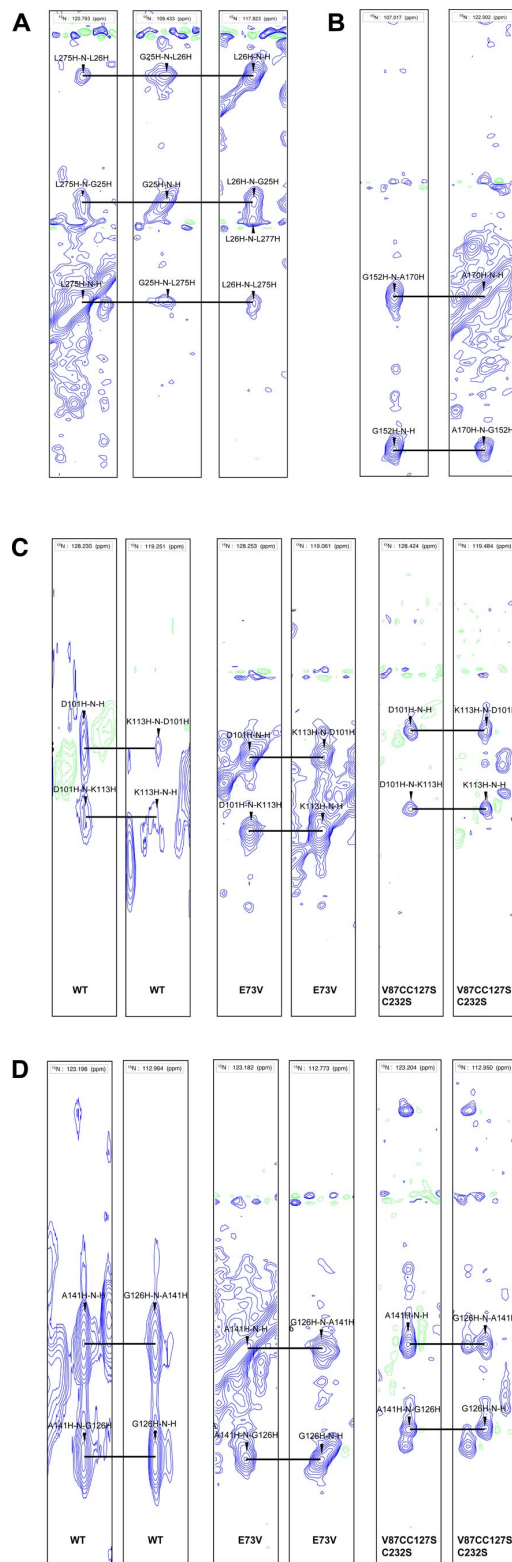 A
B
¹⁵N : 120.793 (ppm)
¹⁵N : 109.433 (ppm)
¹⁵N : 117.823 (ppm)
¹⁵N : 107.017 (ppm)
¹⁵N : 122.002 (ppm)
L275H-N-L26H
G25H-N-L26H
L26H-N-H
L275H-N-G25H
G25H-N-H
L26H-N-G25H
L26H-N-L277H
L275H-N-H
G25H-N-L275H
L26H-N-L275H
G152H-N-A170H
A170H-N-H
G152H-N-H
A170H-N-G152H
C
¹⁵N : 128.235 (ppm)
¹⁵N : 119.251 (ppm)
¹⁵N : 128.253 (ppm)
¹⁵N : 119.061 (ppm)
¹⁵N : 128.424 (ppm)
¹⁵N : 119.484 (ppm)
D101H-N-H
K113H-N-D101H
D101H-N-H
K113H-N-D101H
D101H-N-H
K113H-N-D101H
D101H-N-K113H
K113H-N-H
D101H-N-K113H
K113H-N-H
D101H-N-K113H
K113H-N-H
WT
WT
E73V
E73V
V87CC127S
C232S
V87CC127S
C232S
D
¹⁵N : 123.196 (ppm)
¹⁵N : 112.964 (ppm)
¹⁵N : 123.182 (ppm)
¹⁵N : 112.773 (ppm)
¹⁵N : 123.204 (ppm)
¹⁵N : 112.950 (ppm)
A141H-N-H
G126H-N-A141H
A141H-N-H
6
G126H-N-A141H
A141H-N-H
G126H-N-A141H
A141H-N-G126H
G126H-N-H
A141H-N-G126H
G126H-N-H
A141H-N-G126H
G126H-N-H
WT
WT
E73V
E73V
V87CC127S
C232S
V87CC127S
C232S